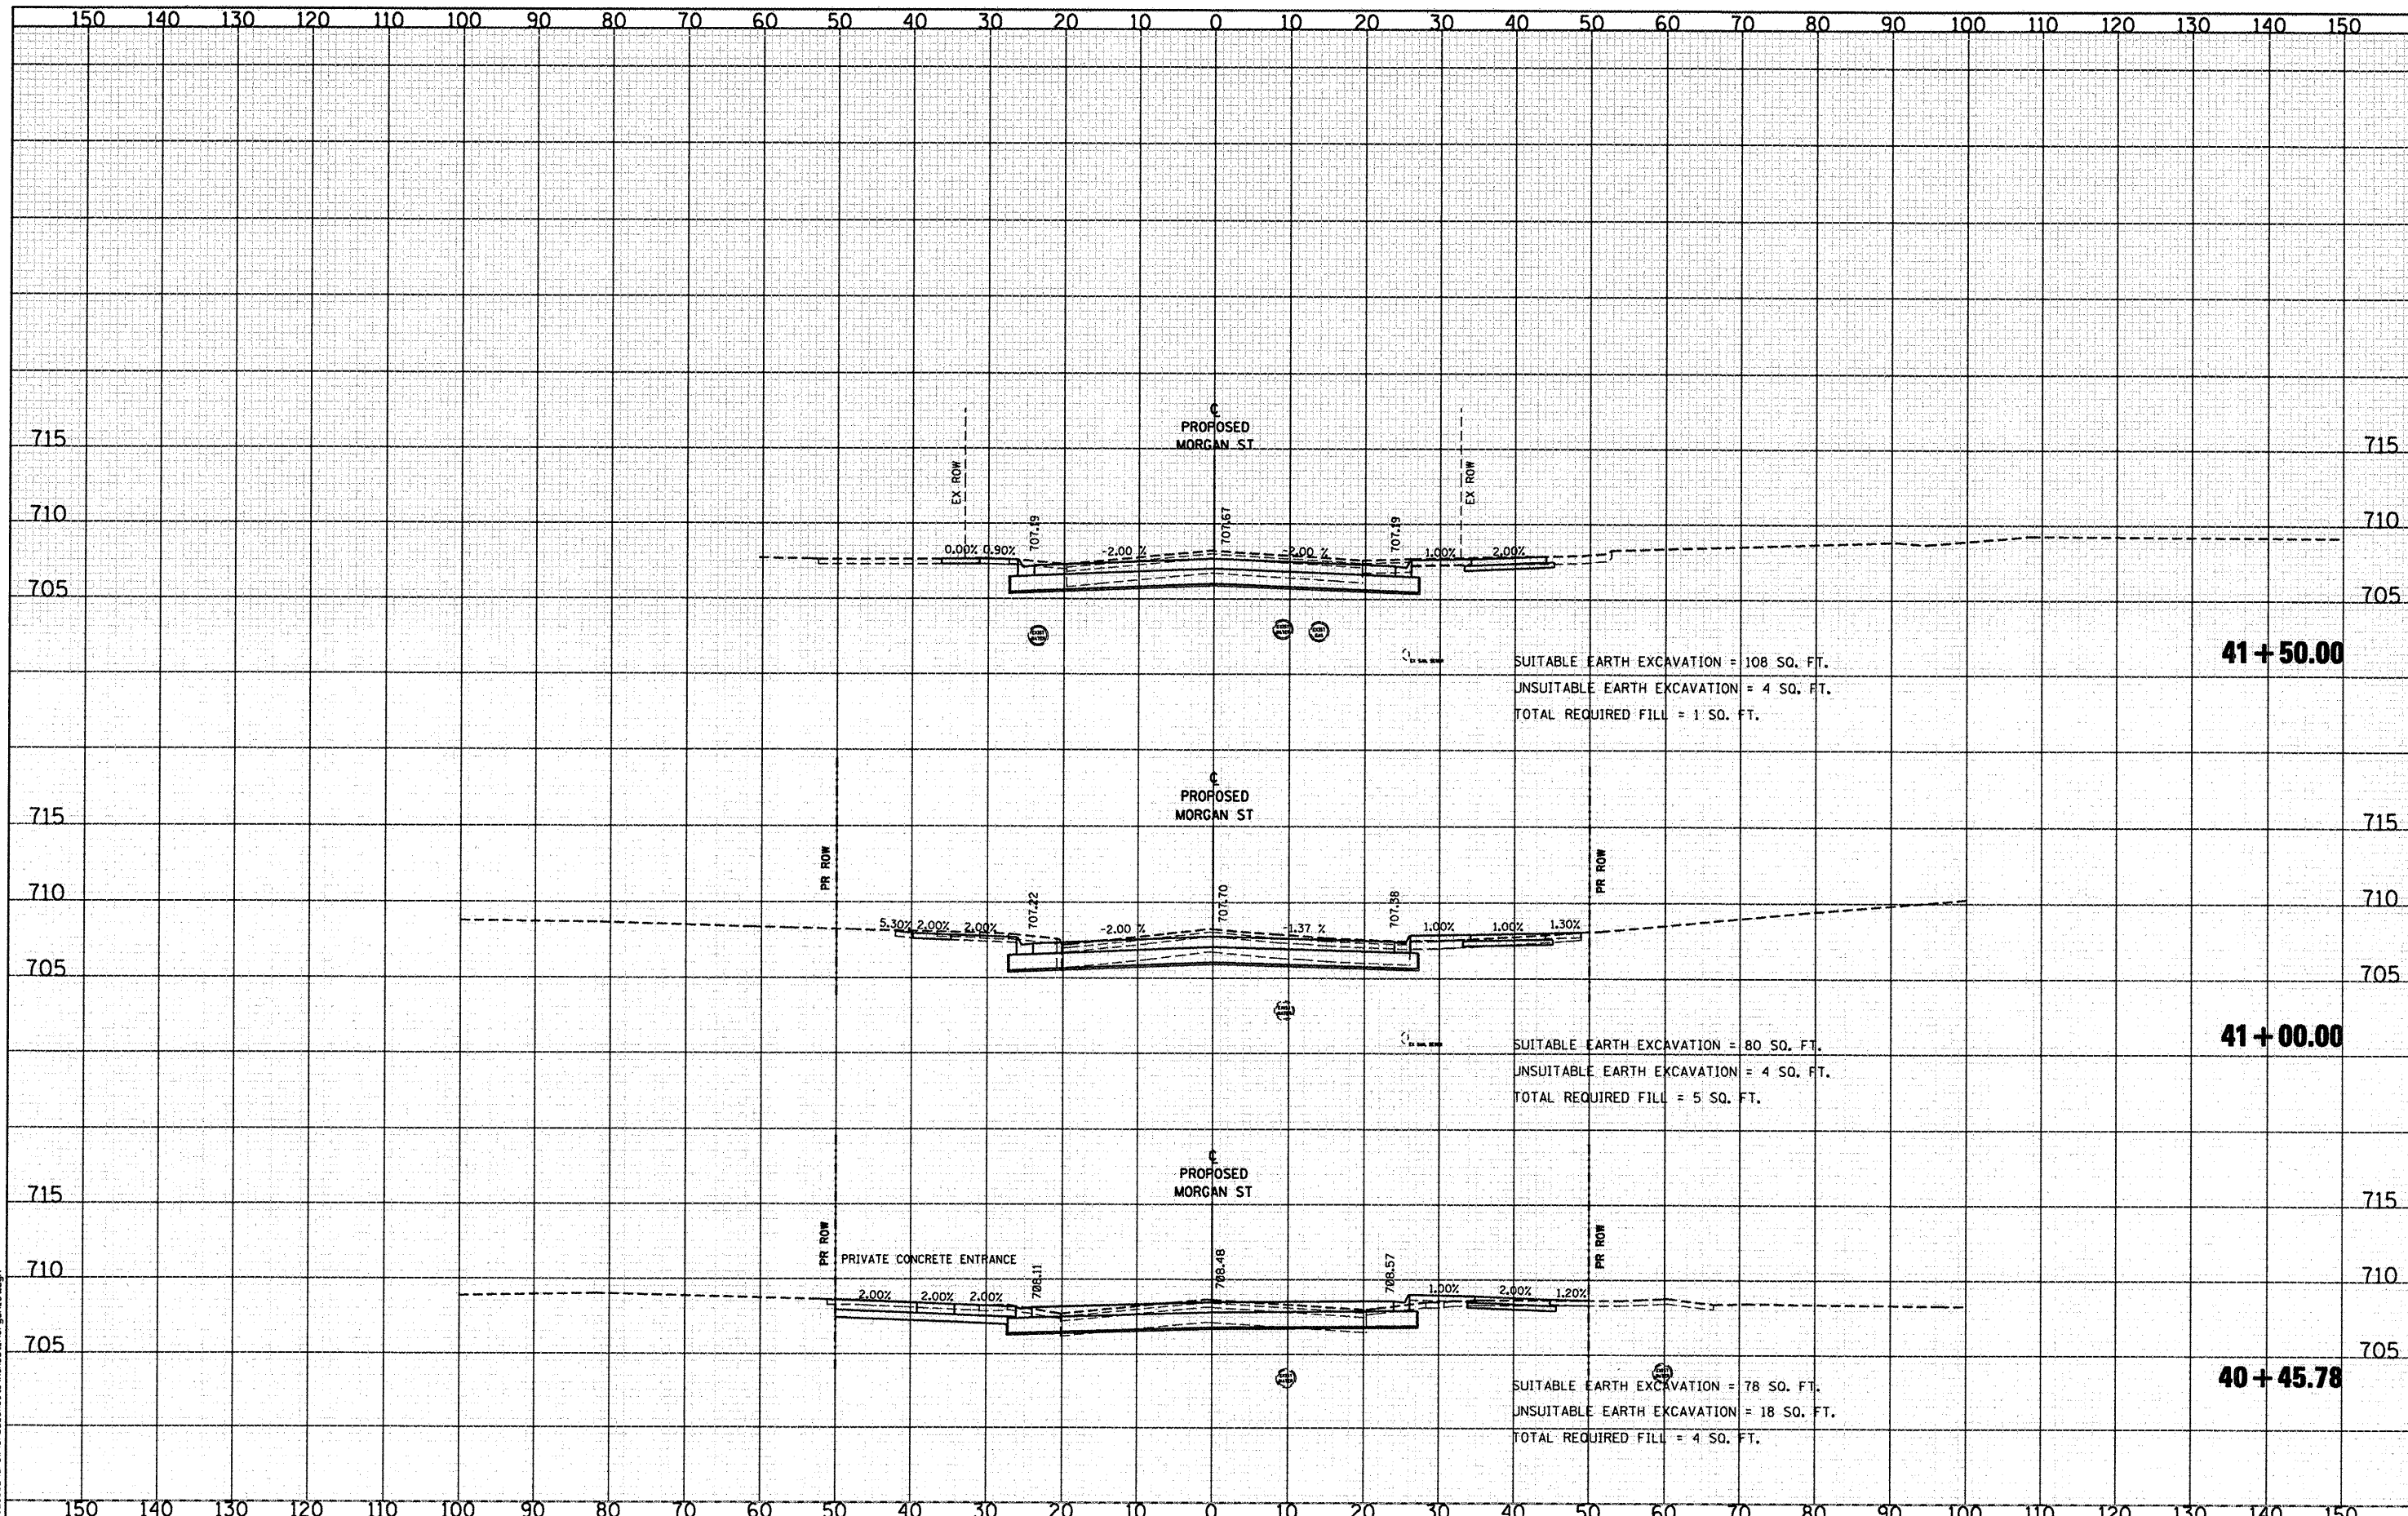 150 140 130 120 110 100 90 80 70 60 50 40 30 20 10 0 10 20 30 40 50 60 70 80 90 100 110 120 130 140 150
℄
PROPOSED
MORGAN ST
715 715
EX ROW EX ROW
710 710
707.19 707.67 707.19
0.00% 0.90% -2.00 % -2.00 % 1.00% 2.00%
705 705
EXIST WATER EXIST WATER EXIST GAS
41+50.00
SUITABLE EARTH EXCAVATION = 108 SQ. FT.
UNSUITABLE EARTH EXCAVATION = 4 SQ. FT.
TOTAL REQUIRED FILL = 1 SQ. FT.
℄
PROPOSED
MORGAN ST
715 715
PR ROW PR ROW
710 710
707.22 707.70 707.38
5.30% 2.00% 2.00% -2.00 % -1.37 % 1.00% 1.00% 1.30%
705 705
41+00.00
SUITABLE EARTH EXCAVATION = 80 SQ. FT.
UNSUITABLE EARTH EXCAVATION = 4 SQ. FT.
TOTAL REQUIRED FILL = 5 SQ. FT.
℄
PROPOSED
MORGAN ST
715 715
PR ROW PR ROW
PRIVATE CONCRETE ENTRANCE
710 710
708.11 708.48 708.57
2.00% 2.00% 2.00% 1.00% 2.00% 1.20%
705 705
40+45.78
SUITABLE EARTH EXCAVATION = 78 SQ. FT.
UNSUITABLE EARTH EXCAVATION = 18 SQ. FT.
TOTAL REQUIRED FILL = 4 SQ. FT.
150 140 130 120 110 100 90 80 70 60 50 40 30 20 10 0 10 20 30 40 50 60 70 80 90 100 110 120 130 140 150